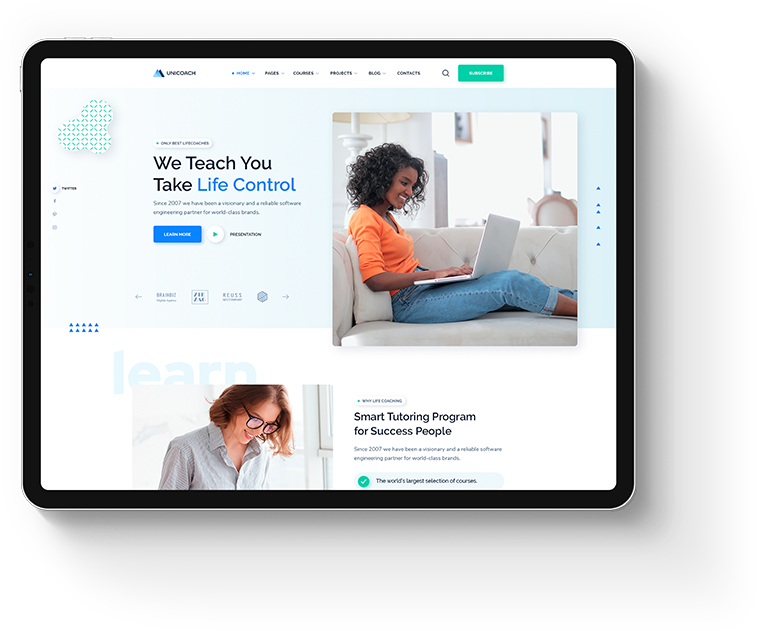 UNICOACH
HOME
PAGES
COURSES
PROJECTS
BLOG
CONTACTS
SUBSCRIBE
ONLY BEST LIFECOACHES
We Teach You
Take Life Control
TWITTER
Since 2007 we have been a visionary and a reliable software
engineering partner for world-class brands.
LEARN MORE
PRESENTATION
BRAINBIZ
learn
WHY LIFE COACHING
Smart Tutoring Program
for Success People
Since 2007 we have been a visionary and a reliable software
engineering partner for world-class brands.
The world's largest selection of courses.